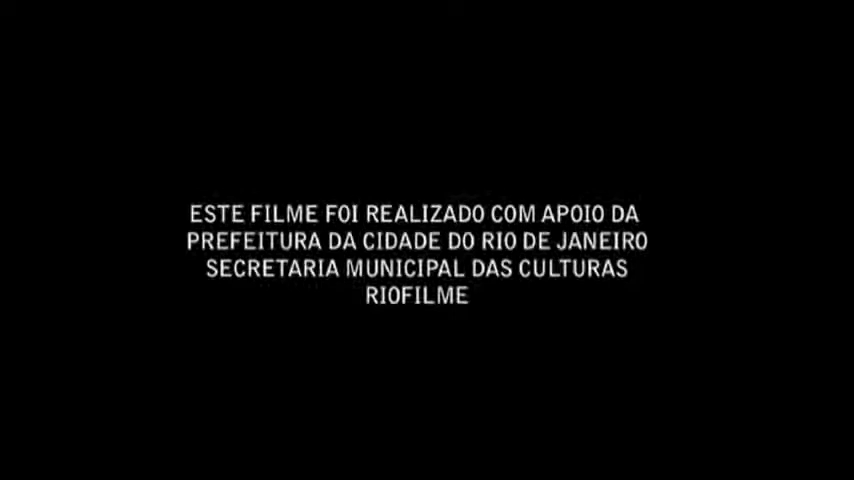 ESTE FILME FOI REALIZADO COM APOIO DA
PREFEITURA DA CIDADE DO RIO DE JANEIRO
SECRETARIA MUNICIPAL DAS CULTURAS
RIOFILME